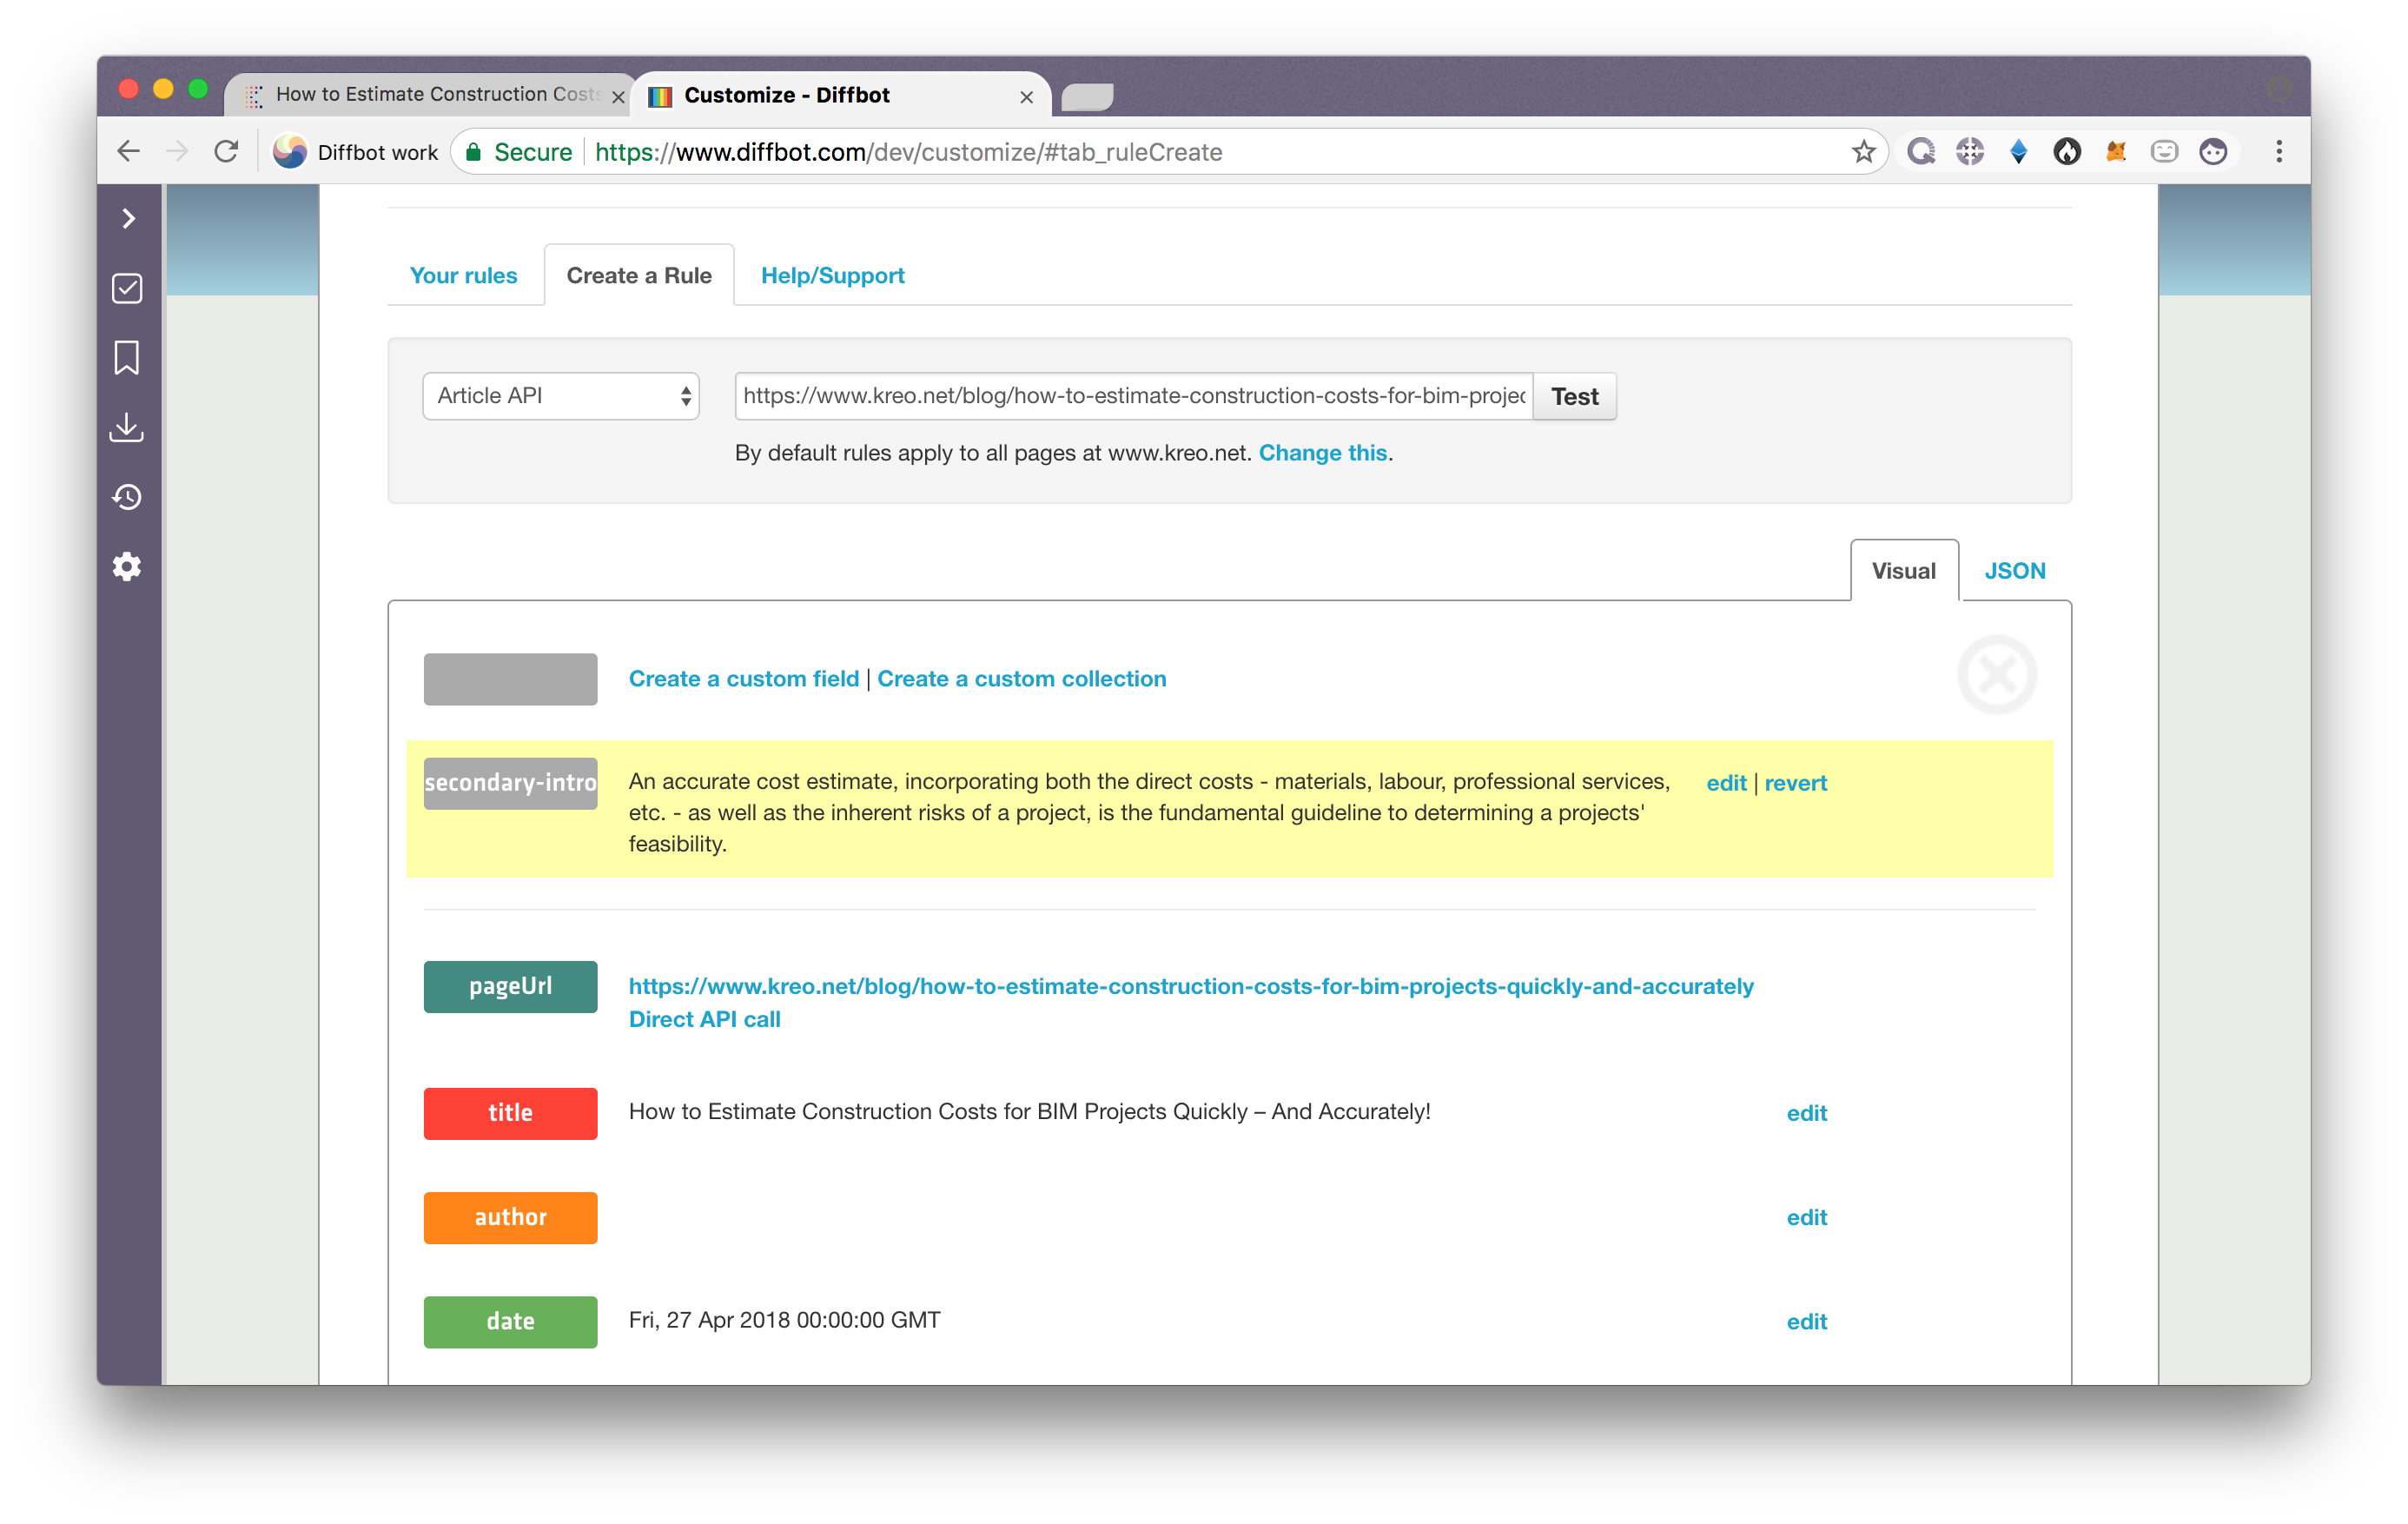 How to Estimate Construction Costs
Customize - Diffbot
Diffbot work
Secure
https://www.diffbot.com/dev/customize/#tab_ruleCreate
Your rules
Create a Rule
Help/Support
Article API
https://www.kreo.net/blog/how-to-estimate-construction-costs-for-bim-projec
Test
By default rules apply to all pages at www.kreo.net. Change this.
Visual
JSON
Create a custom field | Create a custom collection
secondary-intro
An accurate cost estimate, incorporating both the direct costs - materials, labour, professional services,
etc. - as well as the inherent risks of a project, is the fundamental guideline to determining a projects'
feasibility.
edit | revert
pageUrl
https://www.kreo.net/blog/how-to-estimate-construction-costs-for-bim-projects-quickly-and-accurately
Direct API call
title
How to Estimate Construction Costs for BIM Projects Quickly – And Accurately!
edit
author
edit
date
Fri, 27 Apr 2018 00:00:00 GMT
edit